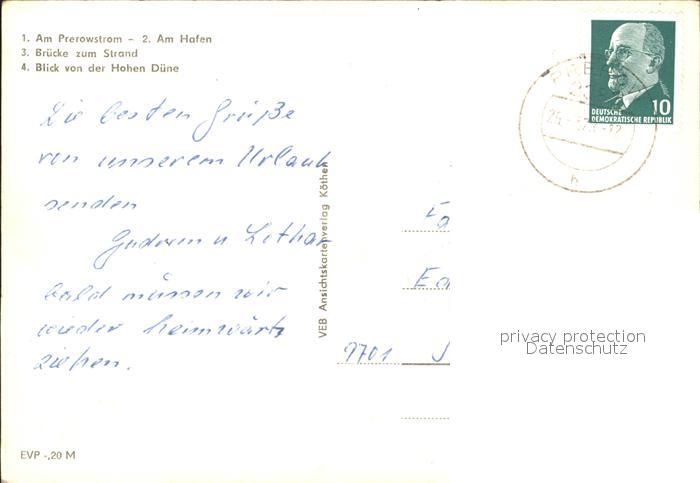 1. Am Prerowstrom – 2. Am Hafen
3. Brücke zum Strand
4. Blick von der Hohen Düne
10
DEUTSCHE
DEMOKRATISCHE REPUBLIK
Die besten Grüße
von unserem Urlaub
senden
Gudrun u Lothar
bald müssen wir
wieder heimwärts
ziehen.
VEB Ansichtskartenverlag Köthen
privacy protection
Datenschutz
EVP -,20 M